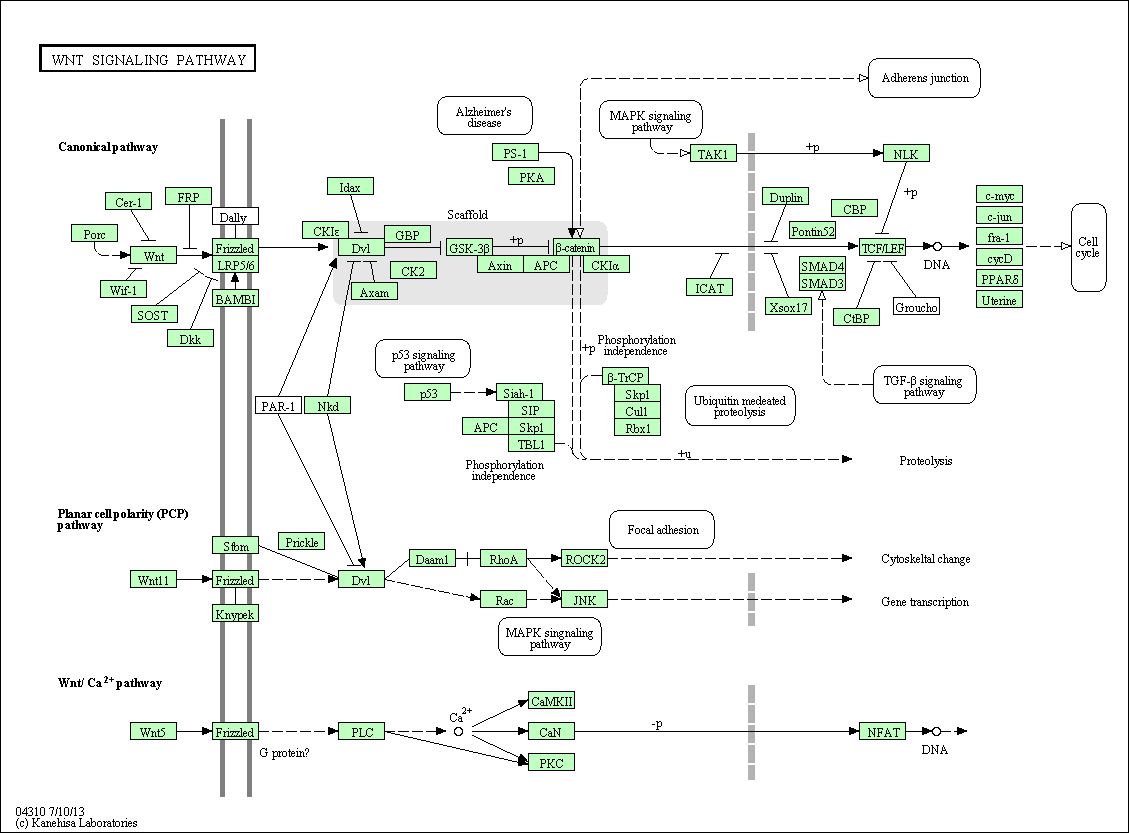 WNT SIGNALING PATHWAY
Adherens junction
Alzheimer's
disease
MAPK signaling
pathway
Canonical pathway
PS-1
PKA
TAK1
+p
NLK
+p
Idax
Cer-1
FRP
Dally
Scaffold
Duplin
CBP
c-myc
c-jun
Porc
CKIε
GBP
Pontin52
fra-1
Wnt
Frizzled
LRP5/6
Dvl
GSK-3β
+p
β-catenin
TCF/LEF
DNA
cycD
Cell
cycle
Axin
APC
CKIα
CK2
SMAD4
SMAD3
PPARδ
Wif-1
BAMBI
Axam
ICAT
Uterine
SOST
Xsox17
CtBP
Groucho
Dkk
p53 signaling
pathway
+p
Phosphorylation
independence
β-TrCP
Skp1
Cul1
Rbx1
TGF-β signaling
pathway
PAR-1
Nkd
p53
Siah-1
SIP
APC
Skp1
TBL1
Ubiquitin medeated
proteolysis
Phosphorylation
independence
+u
Proteolysis
Planar cell polarity (PCP)
pathway
Focal adhesion
Stbm
Prickle
Daam1
RhoA
ROCK2
Cytoskeltal change
Wnt11
Frizzled
Dvl
Rac
JNK
Gene transcription
Knypek
MAPK singnaling
pathway
Wnt/ Ca2+ pathway
CaMKII
Ca2+
Wnt5
Frizzled
PLC
CaN
-p
NFAT
DNA
G protein?
PKC
04310 7/10/13
(c) Kanehisa Laboratories